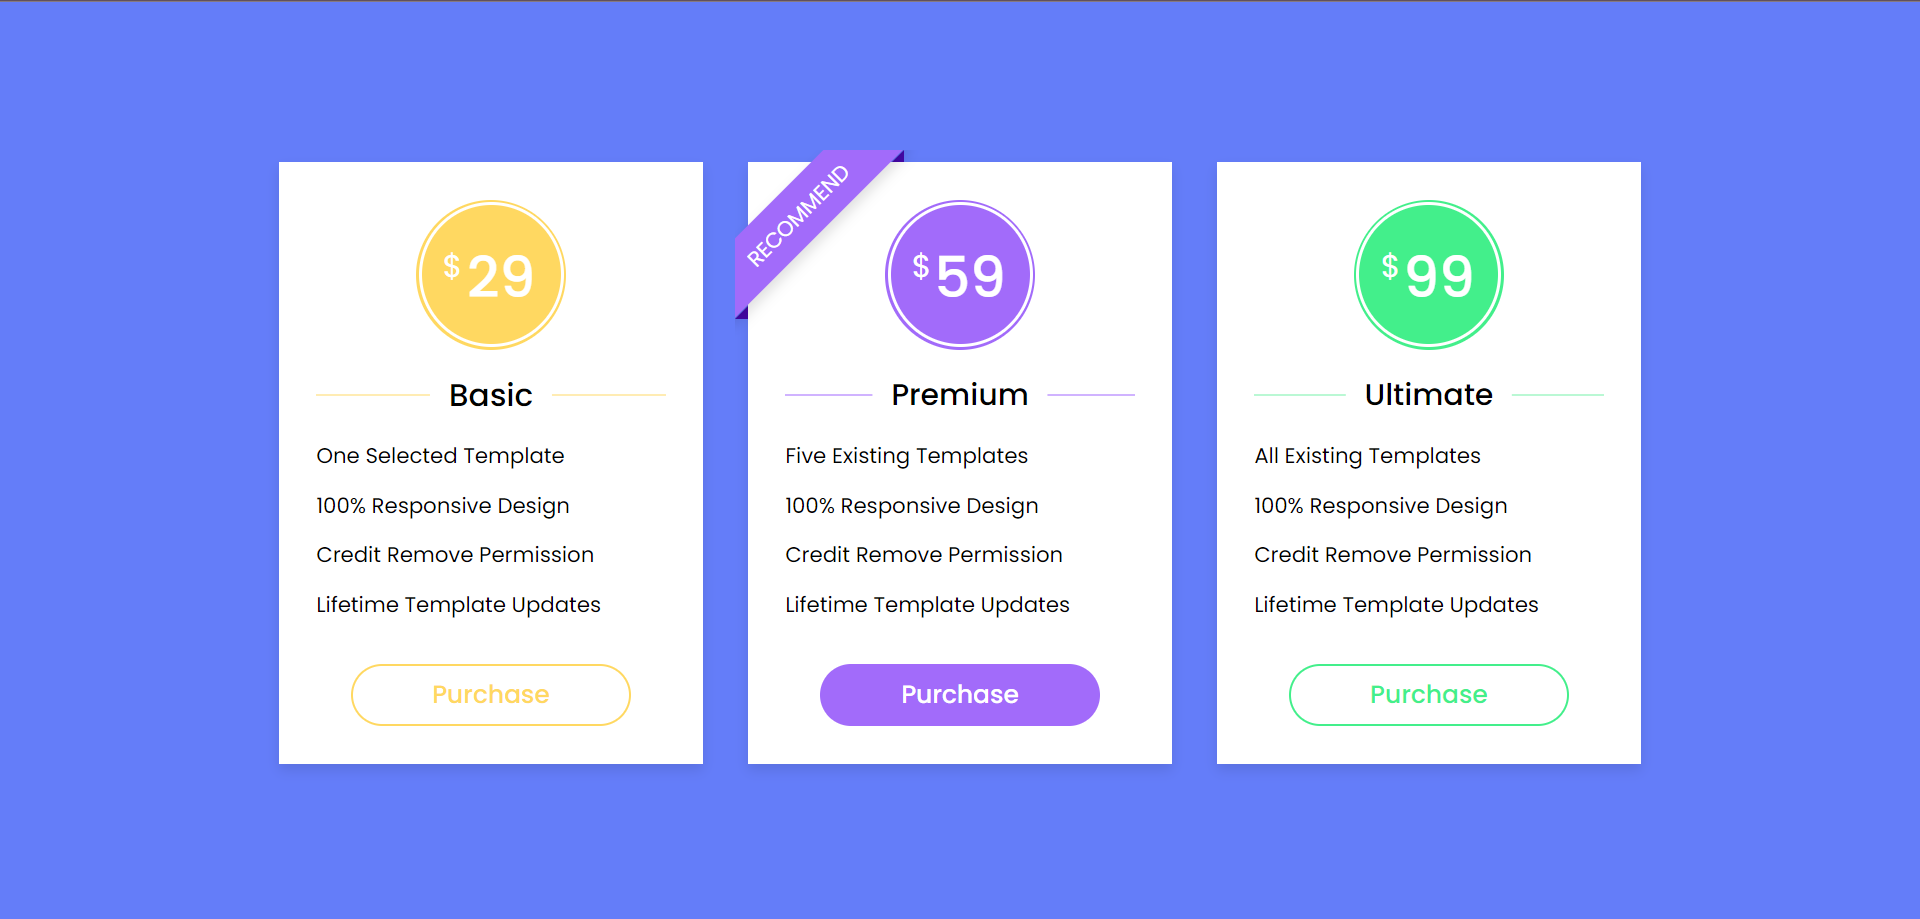 $29
Basic
One Selected Template
100% Responsive Design
Credit Remove Permission
Lifetime Template Updates
Purchase
RECOMMEND
$59
Premium
Five Existing Templates
100% Responsive Design
Credit Remove Permission
Lifetime Template Updates
Purchase
$99
Ultimate
All Existing Templates
100% Responsive Design
Credit Remove Permission
Lifetime Template Updates
Purchase